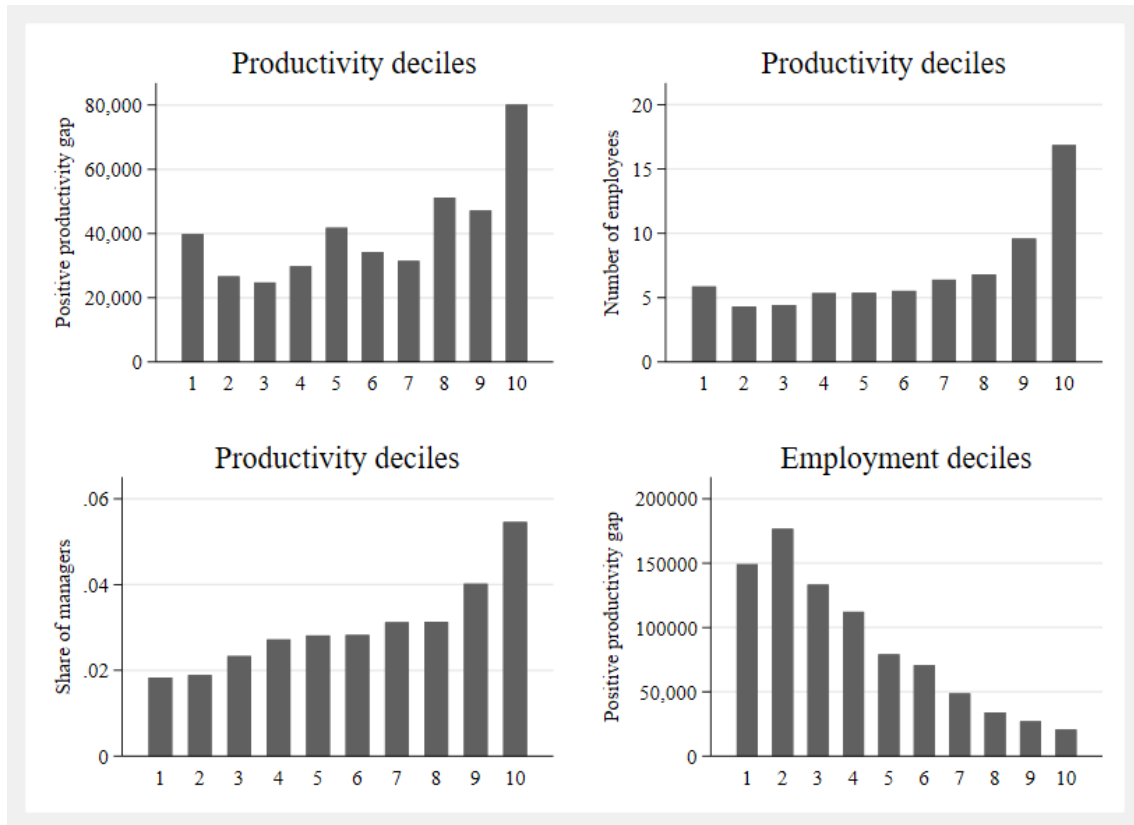 Productivity deciles
Positive productivity gap
80,000
60,000
40,000
20,000
0
1 2 3 4 5 6 7 8 9 10
Productivity deciles
Number of employees
20
15
10
5
0
1 2 3 4 5 6 7 8 9 10
Productivity deciles
Share of managers
.06
.04
.02
0
1 2 3 4 5 6 7 8 9 10
Employment deciles
Positive productivity gap
200000
150000
100000
50,000
0
1 2 3 4 5 6 7 8 9 10